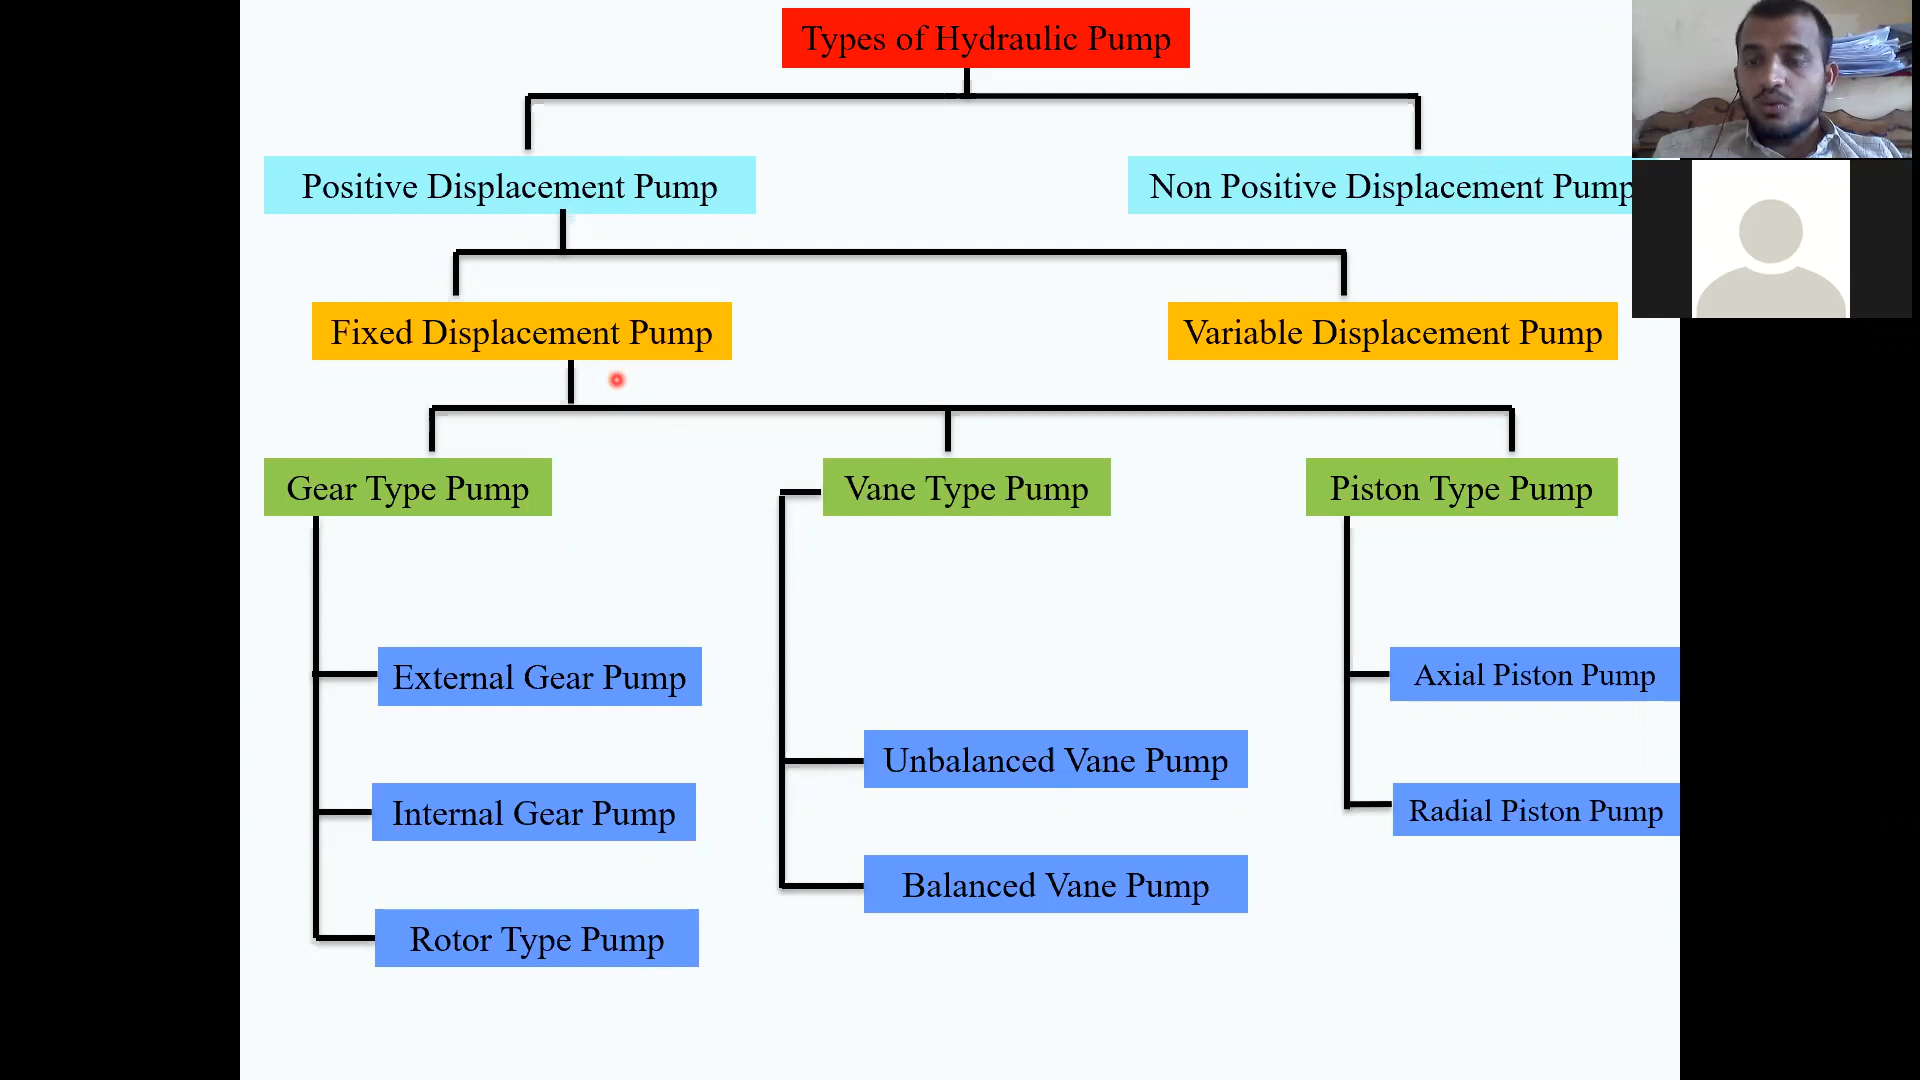 Types of Hydraulic Pump
Positive Displacement Pump
Non Positive Displacement Pump
Fixed Displacement Pump
Variable Displacement Pump
Gear Type Pump
Vane Type Pump
Piston Type Pump
External Gear Pump
Axial Piston Pump
Unbalanced Vane Pump
Internal Gear Pump
Radial Piston Pump
Balanced Vane Pump
Rotor Type Pump